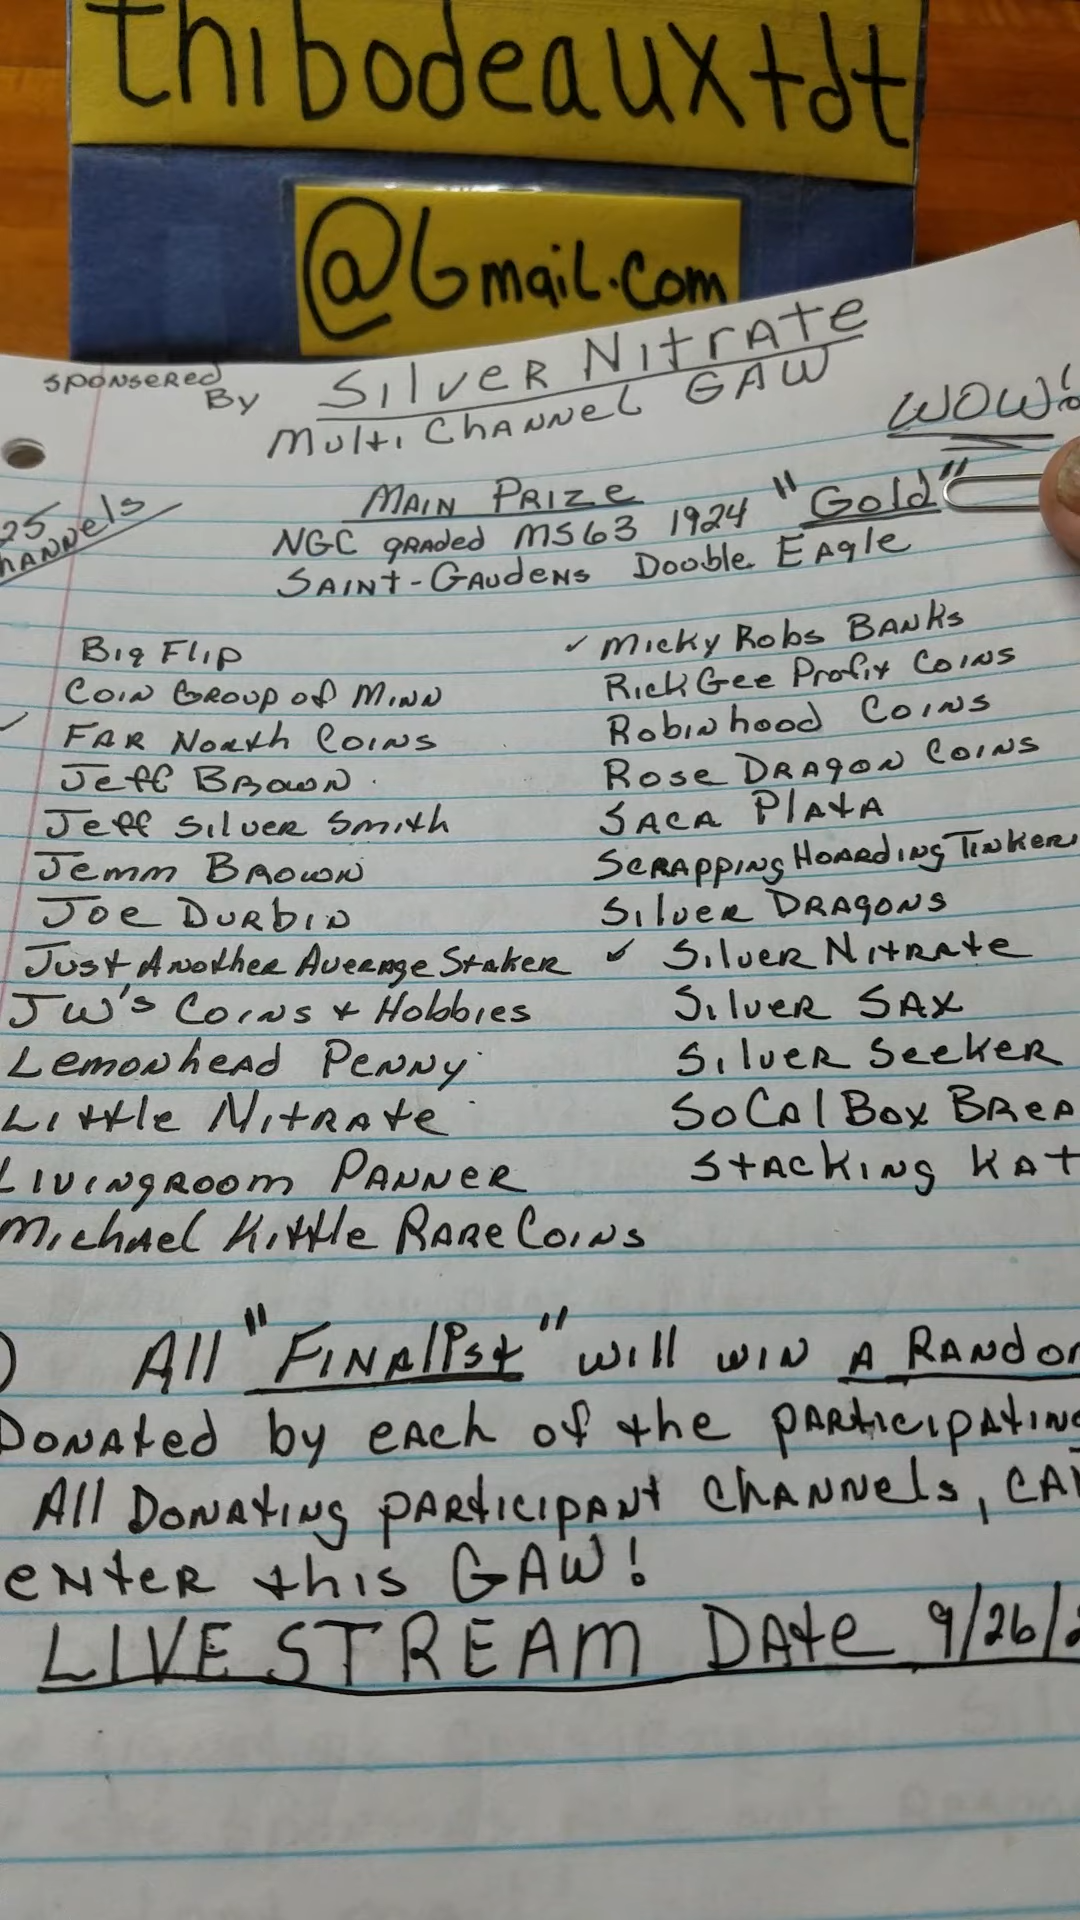 thibodeauxtdt
@Gmail.com
SPONSERED By SilveR NitRAte
Multi ChANNel GAW
WOW!
25
HANNels
MAIN PRize
NGC gRAded MS63 1924 "Gold"
SAINt-GAudeNs Double EAgle
Big Flip
CoiN GRoup of MiNN
FAR NoRth CoiNs
Jeff BRowN
Jeff SilveR Smith
Jemm BRowN
Joe DuRbiN
Just ANotheR AveRAge StAkeR
JW's CoiNs & Hobbies
LemoNheAd PeNNy
Little NitRAte
LiviNgRoom PANNeR
MichAel Kittle RARe CoiNs
✓ Micky Robs BANks
Rick Gee Profit CoiNs
RobiNhood CoiNs
Rose DRAgoN CoiNs
SACA PlAtA
SCRAppiNg HoARdiNg TiNkeR
SilveR DRAgoNs
✓ SilveR NitRAte
SilveR SAX
SilveR SeekeR
SoCAl Box BReA
StAckiNg KAt
All "FiNAlist" will wiN A RANdo
DoNAted by eAch of the pARticipAtiNg
All DoNAtiNg pARticipANt chANNels, CA
eNteR this GAW!
LIVE STREAM DAte 9/26/2